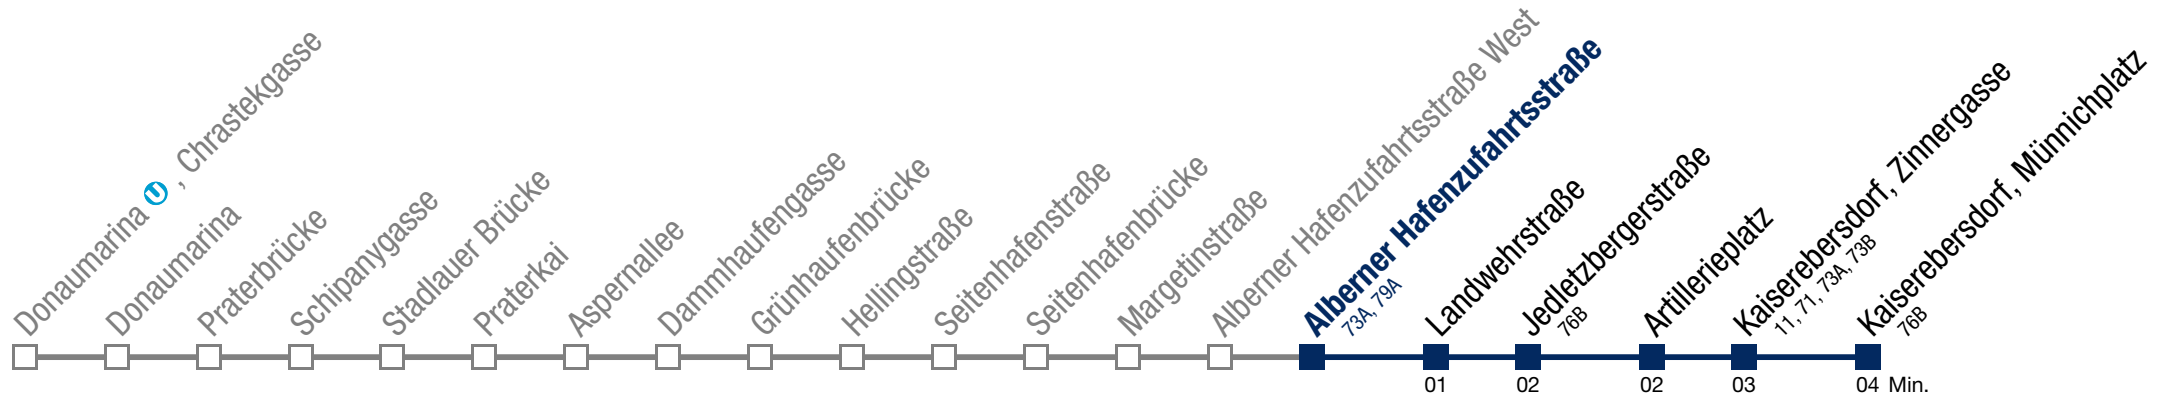 Donaumarina U , Chrastekgasse
Donaumarina
Praterbrücke
Schipanygasse
Stadlauer Brücke
Praterkai
Aspernallee
Dammhaufengasse
Grünhaufenbrücke
Hellingstraße
Seitenhafenstraße
Seitenhafenbrücke
Margetinstraße
Alberner Hafenzufahrtsstraße West
Alberner Hafenzufahrtsstraße
73A, 79A
Landwehrstraße
Jedletzbergerstraße
76B
Artillerieplatz
Kaiserebersdorf, Zinnergasse
11, 71, 73A, 73B
Kaiserebersdorf, Münnichplatz
76B
01 02 02 03 04 Min.